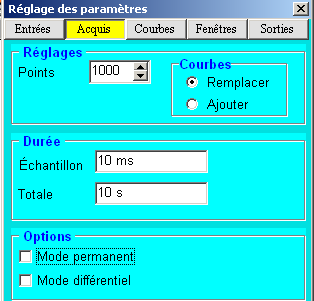 Réglage des paramètres
Entrées Acquis Courbes Fenêtres Sorties
Réglages
Points 1000
Courbes
Remplacer
Ajouter
Durée
Échantillon 10 ms
Totale 10 s
Options
Mode permanent
Mode différentiel